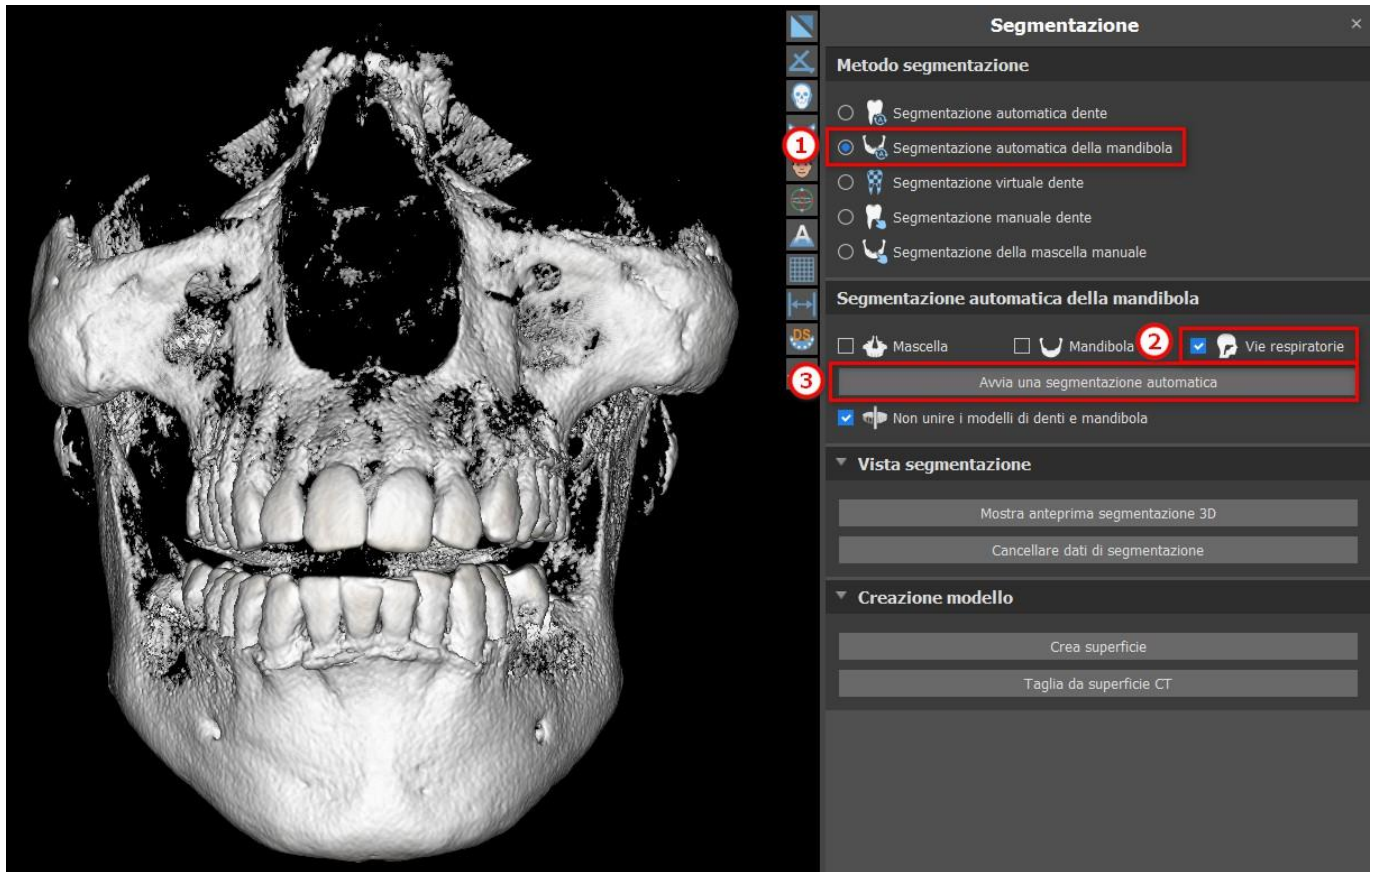 Segmentazione ×
Metodo segmentazione
Segmentazione automatica dente
1
Segmentazione automatica della mandibola
Segmentazione virtuale dente
Segmentazione manuale dente
A
Segmentazione della mascella manuale
Segmentazione automatica della mandibola
DS
Mascella
Mandibola
2
Vie respiratorie
3
Avvia una segmentazione automatica
Non unire i modelli di denti e mandibola
Vista segmentazione
Mostra anteprima segmentazione 3D
Cancellare dati di segmentazione
Creazione modello
Crea superficie
Taglia da superficie CT